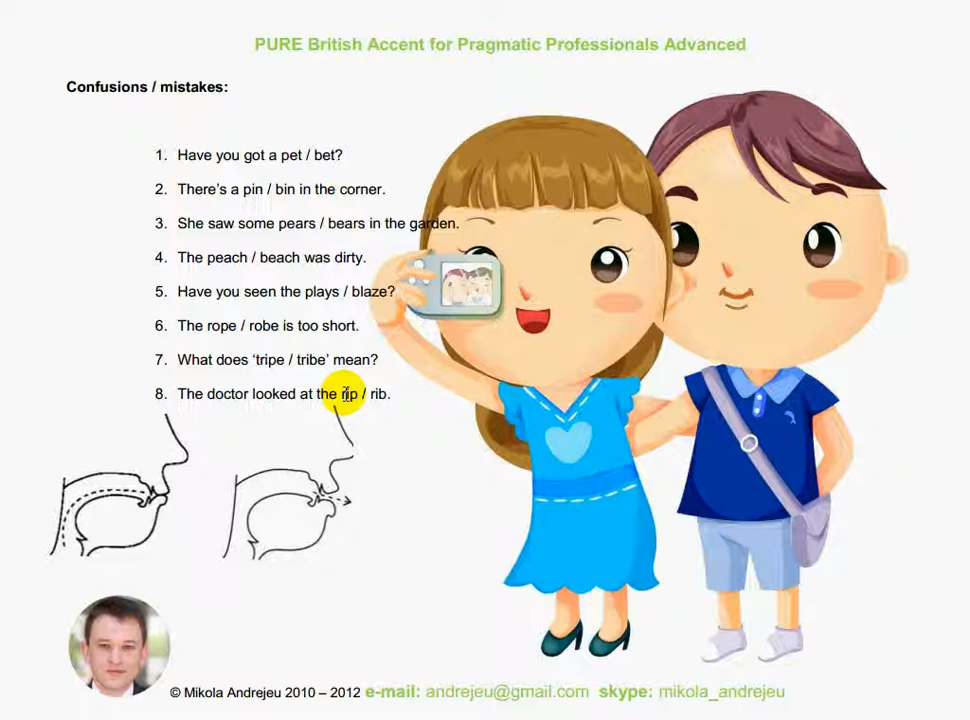 PURE British Accent for Pragmatic Professionals Advanced
Confusions / mistakes:
1. Have you got a pet / bet?
2. There's a pin / bin in the corner.
3. She saw some pears / bears in the garden.
4. The peach / beach was dirty.
5. Have you seen the plays / blaze?
6. The rope / robe is too short.
7. What does ‘tripe / tribe’ mean?
8. The doctor looked at the rip / rib.
© Mikola Andrejeu 2010 – 2012 e-mail: andrejeu@gmail.com skype: mikola_andrejeu